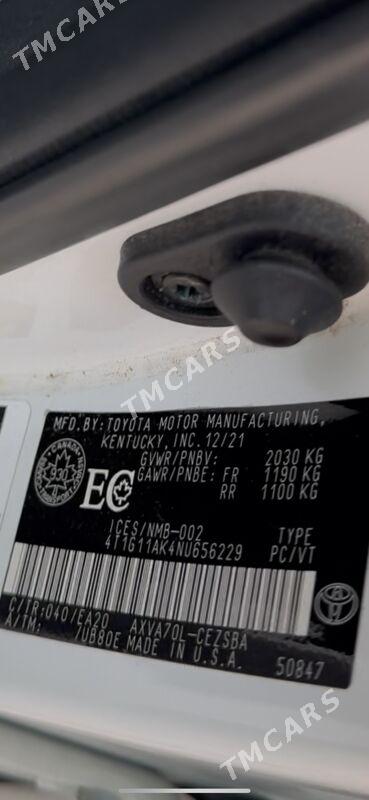 TMCARS
MFD. BY: TOYOTA MOTOR MANUFACTURING,
KENTUCKY, INC. 12/21
GVWR/PNBV: 2030 KG
GAWR/PNBE: FR 1190 KG
RR 1100 KG
930
EC
ICES/NMB-002 TYPE
4T1G11AK4NU656229 PC/VT
C/TR:040/EA20 AXVA70L-CEZSBA
A/TM: /UB80E MADE IN U.S.A. 50847
TMCARS
TMCARS